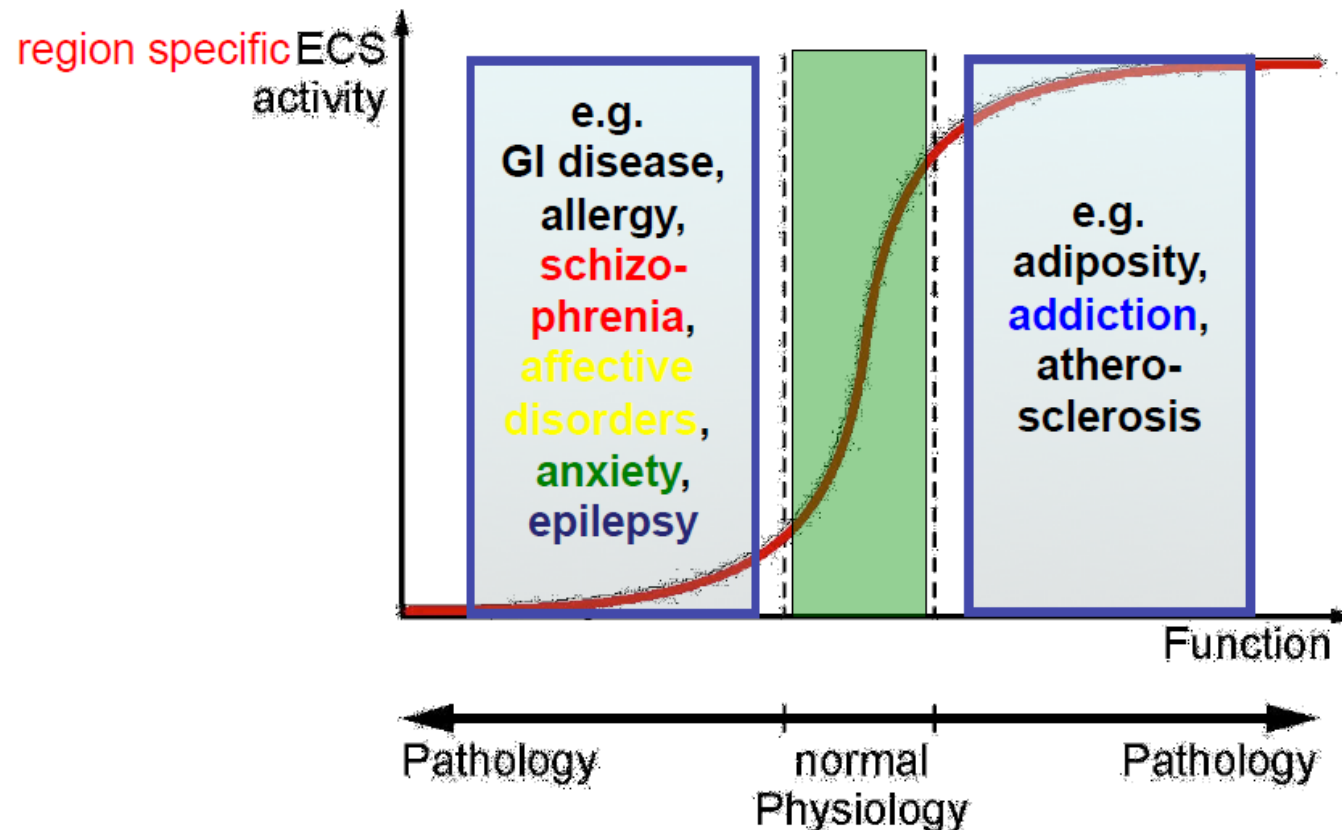 region specific ECS
activity
e.g.
GI disease,
allergy,
schizo-
phrenia,
affective
disorders,
anxiety,
epilepsy
e.g.
adiposity,
addiction,
athero-
sclerosis
Function
Pathology
normal
Physiology
Pathology